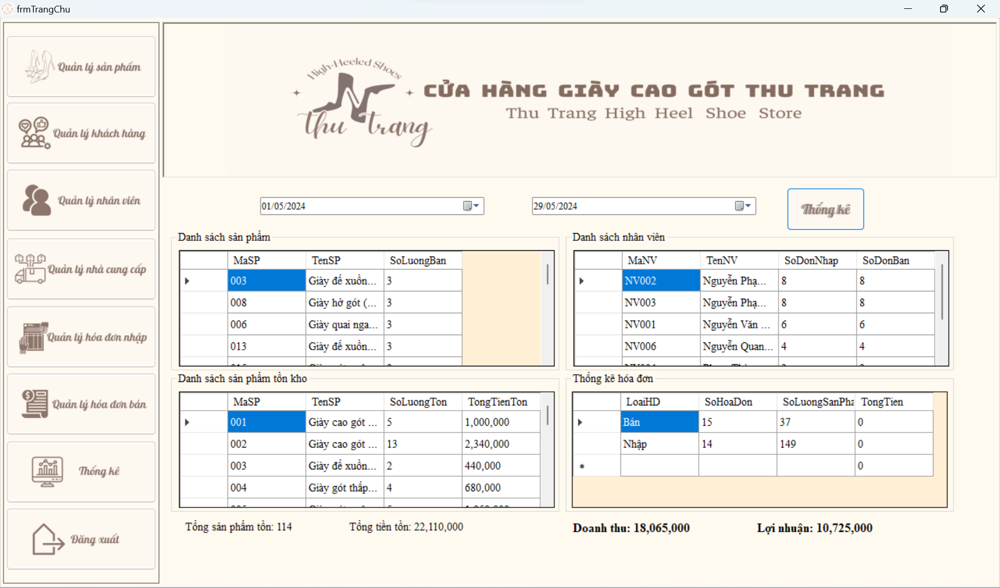 frmTrangChu
Quản lý sản phẩm
Quản lý khách hàng
Quản lý nhân viên
Quản lý nhà cung cấp
Quản lý hóa đơn nhập
Quản lý hóa đơn bán
Thống kê
Đăng xuất
High-Heeled Shoes
thu trang
CỬA HÀNG GIÀY CAO GÓT THU TRANG
Thu Trang High Heel Shoe Store
01/05/2024 29/05/2024 Thống kê
Danh sách sản phẩm
MaSP TenSP SoLuongBan
003 Giày đế xuồn... 3
008 Giày hở gót (... 3
006 Giày quai nga... 3
013 Giày đế xuồn... 3
Danh sách nhân viên
MaNV TenNV SoDonNhap SoDonBan
NV002 Nguyễn Phạ... 8 8
NV003 Nguyễn Phạ... 8 8
NV001 Nguyễn Văn ... 6 6
NV006 Nguyễn Quan... 4 4
Danh sách sản phẩm tồn kho
MaSP TenSP SoLuongTon TongTienTon
001 Giày cao gót ... 5 1,000,000
002 Giày cao gót ... 13 2,340,000
003 Giày đế xuồn... 2 440,000
004 Giày gót thấp... 4 680,000
Thống kê hóa đơn
LoaiHD SoHoaDon SoLuongSanPha TongTien
Bán 15 37 0
Nhập 14 149 0
0
Tổng sản phẩm tồn: 114 Tổng tiền tồn: 22,110,000
Doanh thu: 18,065,000 Lợi nhuận: 10,725,000